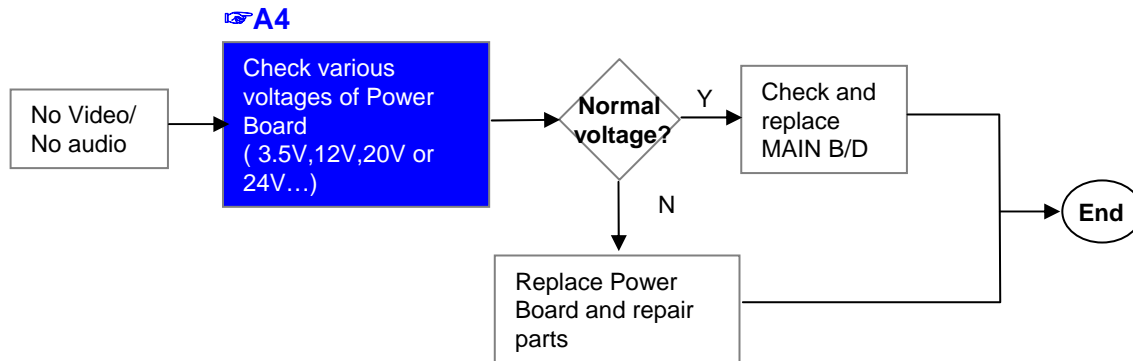 ☞A4
No Video/
No audio
Check various
voltages of Power
Board
( 3.5V,12V,20V or
24V…)
Normal
voltage?
Y
Check and
replace
MAIN B/D
N
Replace Power
Board and repair
parts
End